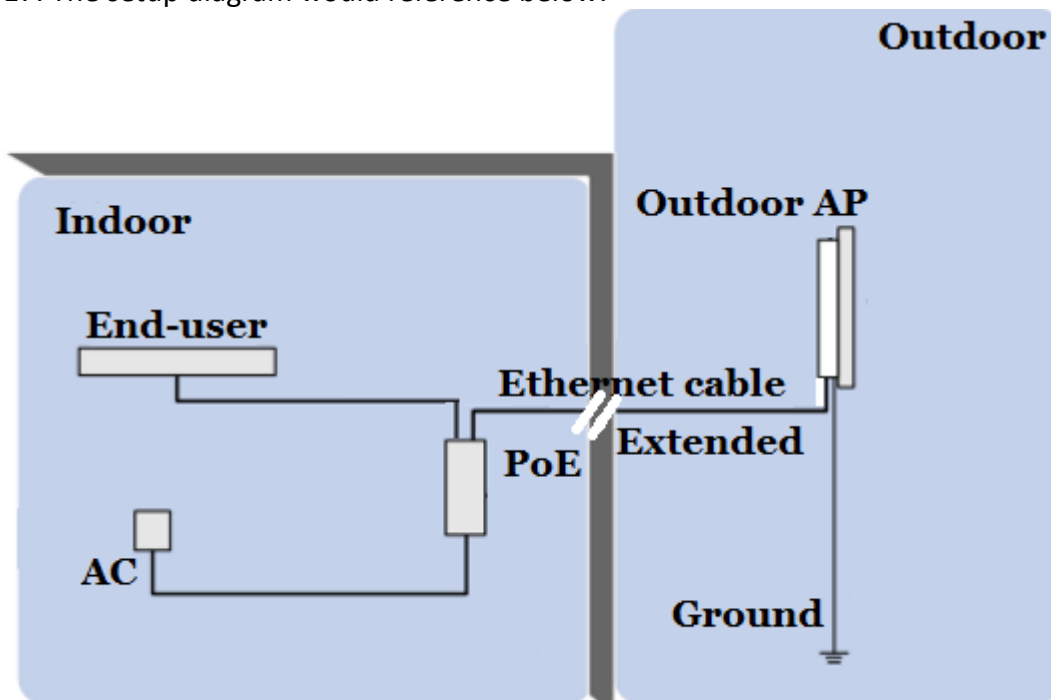 Outdoor
Indoor
Outdoor AP
End-user
Ethernet cable
Extended
PoE
AC
Ground